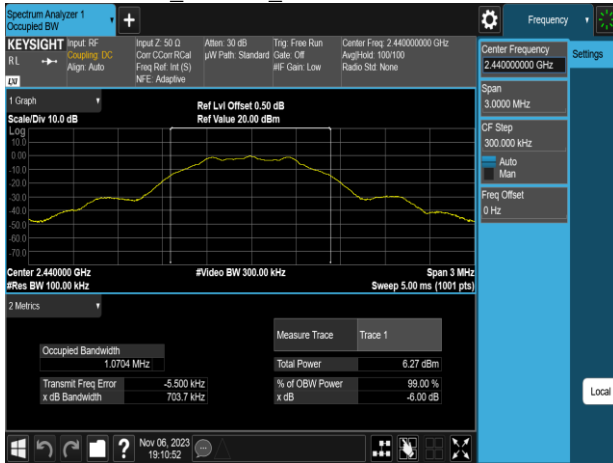 Spectrum Analyzer 1
Occupied BW
+
Frequency
KEYSIGHT
RL
LXI
Input: RF
Coupling: DC
Align: Auto
Input Z: 50 Ω
Corr CCorr RCal
Freq Ref: Int (S)
NFE: Adaptive
Atten: 30 dB
µW Path: Standard
Trig: Free Run
Gate: Off
#IF Gain: Low
Center Freq: 2.440000000 GHz
Avg|Hold: 100/100
Radio Std: None
Center Frequency
2.440000000 GHz
Settings
Span
3.0000 MHz
CF Step
300.000 kHz
Auto
Man
Freq Offset
0 Hz
Local
1 Graph
Scale/Div 10.0 dB
Ref Lvl Offset 0.50 dB
Ref Value 20.00 dBm
Log
10.0
0.00
-10.0
-20.0
-30.0
-40.0
-50.0
-60.0
-70.0
Center 2.440000 GHz
#Res BW 100.00 kHz
#Video BW 300.00 kHz
Span 3 MHz
Sweep 5.00 ms (1001 pts)
2 Metrics
Measure Trace Trace 1
Occupied Bandwidth
1.0704 MHz
Total Power 6.27 dBm
Transmit Freq Error -5.500 kHz
% of OBW Power 99.00 %
x dB Bandwidth 703.7 kHz
x dB -6.00 dB
?
Nov 06, 2023
19:10:52